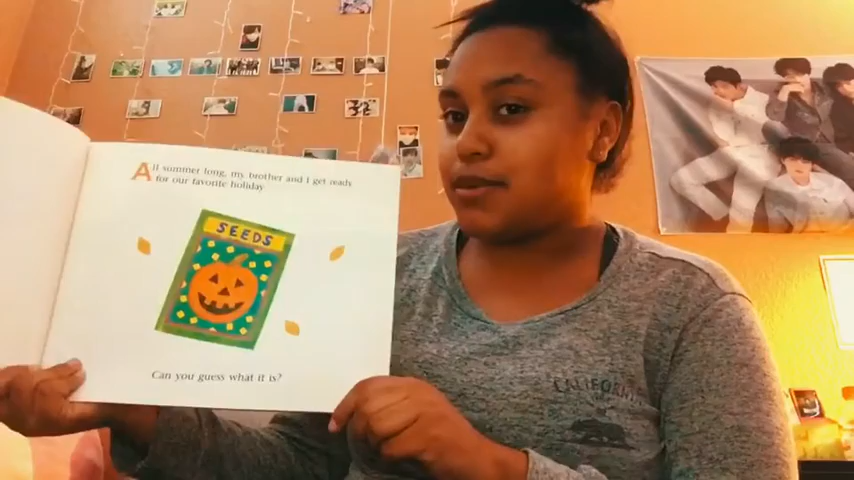 All summer long, my brother and I get ready
for our favorite holiday.
SEEDS
Can you guess what it is?
CALIFORNIA